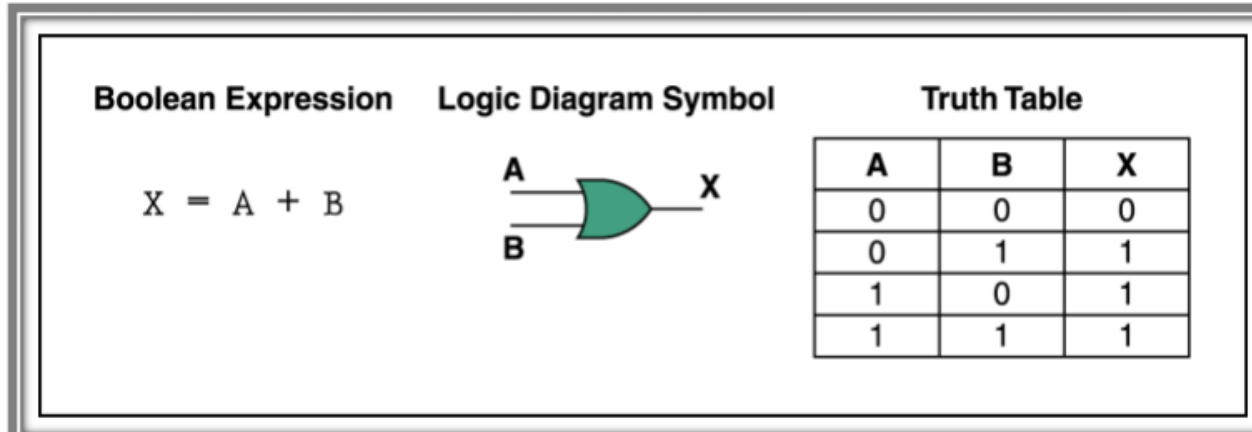 Boolean Expression
Logic Diagram Symbol
Truth Table
X = A + B
A
B
X
A B X
0 0 0
0 1 1
1 0 1
1 1 1